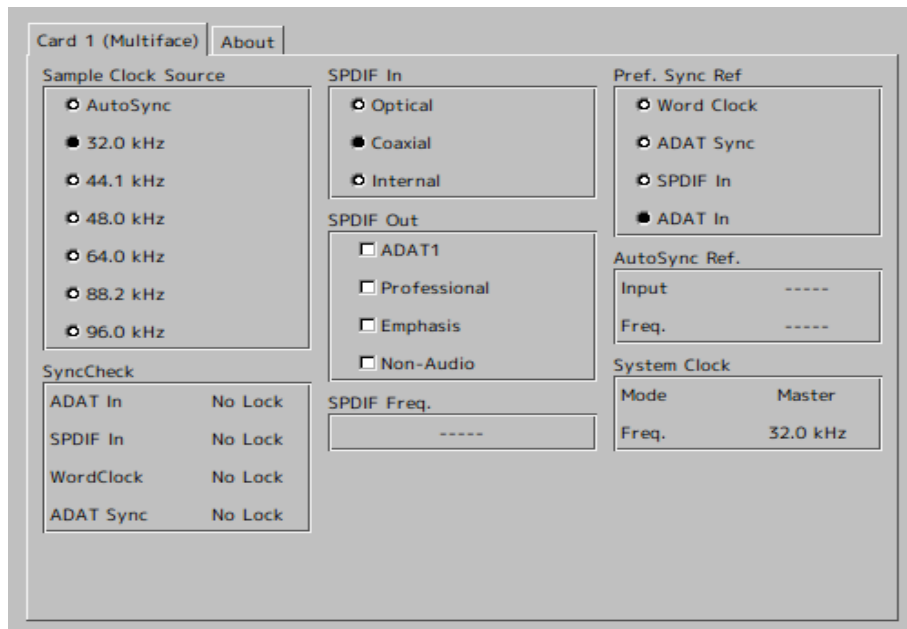 Card 1 (Multiface) About
Sample Clock Source
AutoSync
32.0 kHz
44.1 kHz
48.0 kHz
64.0 kHz
88.2 kHz
96.0 kHz
SyncCheck
ADAT In No Lock
SPDIF In No Lock
WordClock No Lock
ADAT Sync No Lock
SPDIF In
Optical
Coaxial
Internal
SPDIF Out
ADAT1
Professional
Emphasis
Non-Audio
SPDIF Freq.
-----
Pref. Sync Ref
Word Clock
ADAT Sync
SPDIF In
ADAT In
AutoSync Ref.
Input -----
Freq. -----
System Clock
Mode Master
Freq. 32.0 kHz